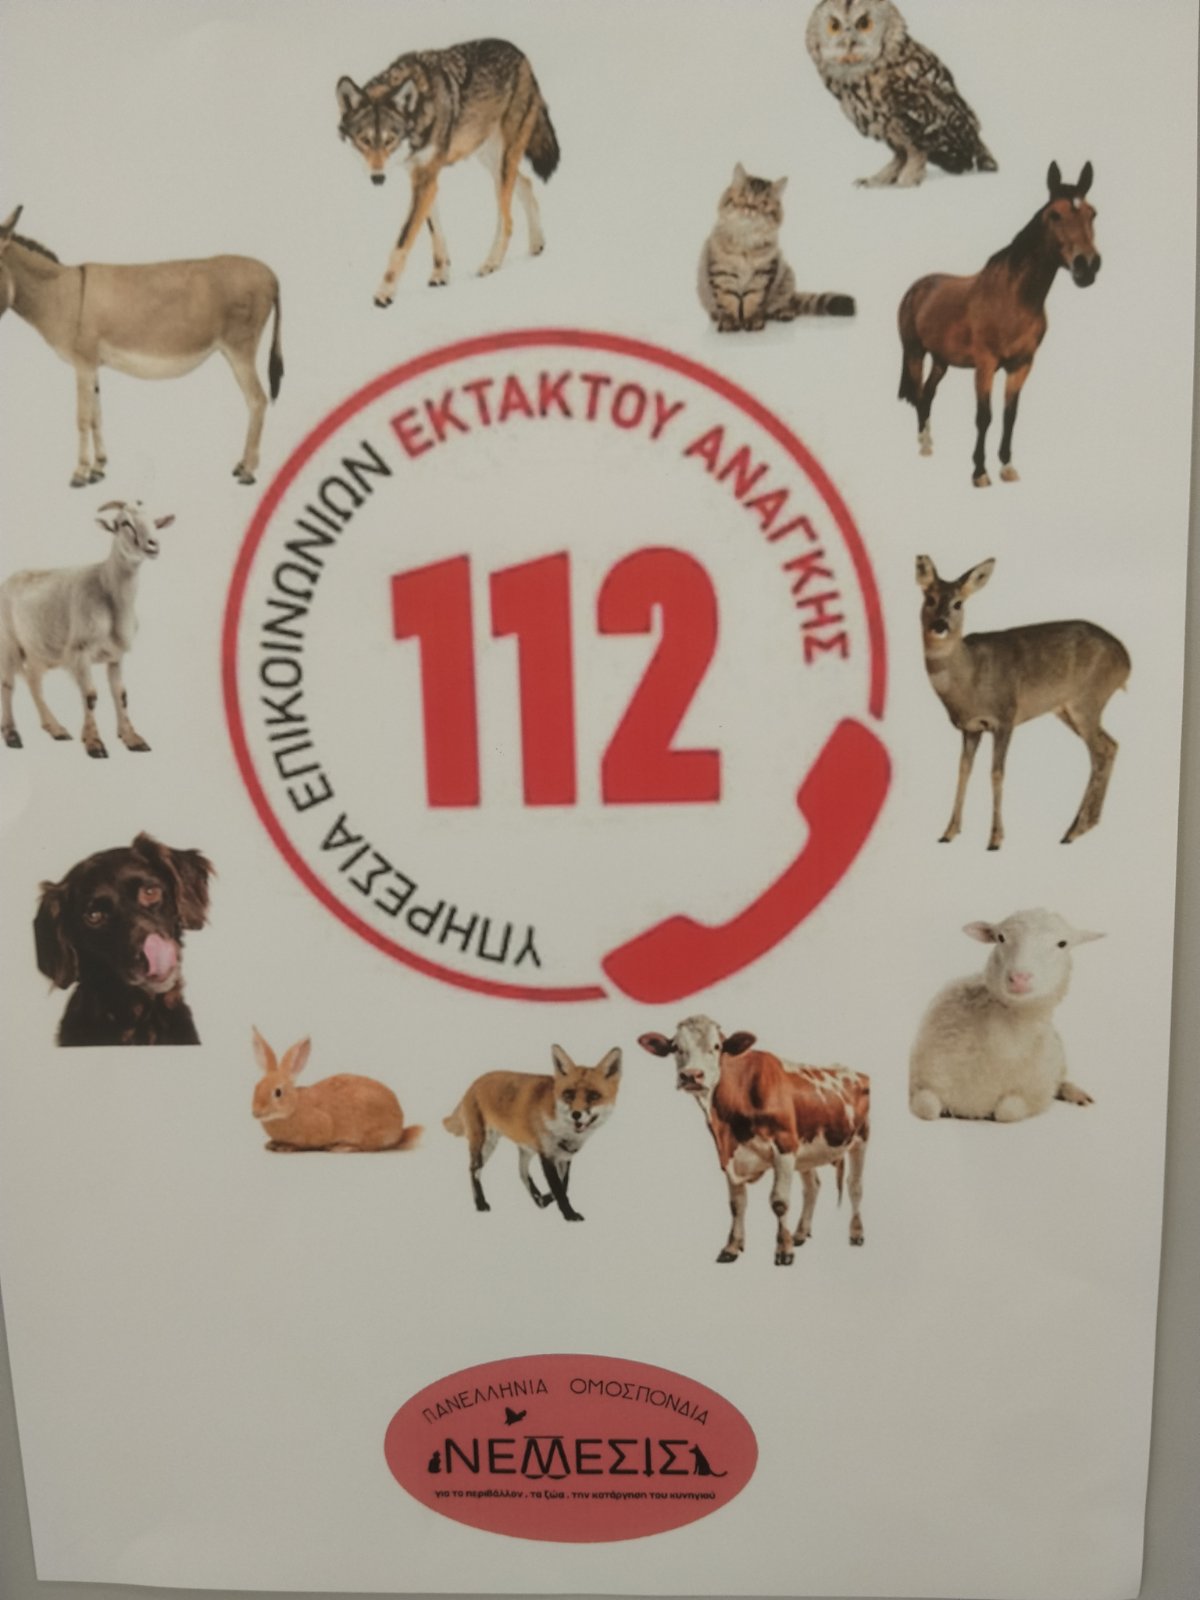 ΥΠΗΡΕΣΙΑ ΕΠΙΚΟΙΝΩΝΙΩΝ ΕΚΤΑΚΤΟΥ ΑΝΑΓΚΗΣ
112
ΠΑΝΕΛΛΗΝΙΑ ΟΜΟΣΠΟΝΔΙΑ
ΝΕΜΕΣΙΣ
για το περιβάλλον . τα ζώα . την κατάργηση του κυνηγιού